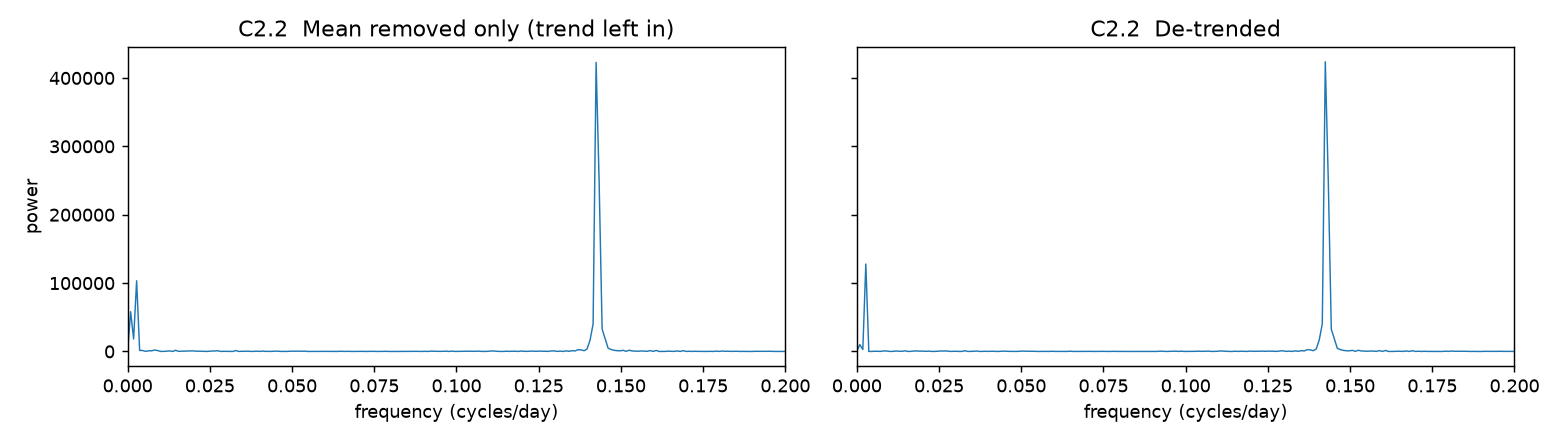 C2.2  Mean removed only (trend left in)
C2.2  De-trended
power
400000
300000
200000
100000
0
0.000 0.025 0.050 0.075 0.100 0.125 0.150 0.175 0.200
0.000 0.025 0.050 0.075 0.100 0.125 0.150 0.175 0.200
frequency (cycles/day)
frequency (cycles/day)